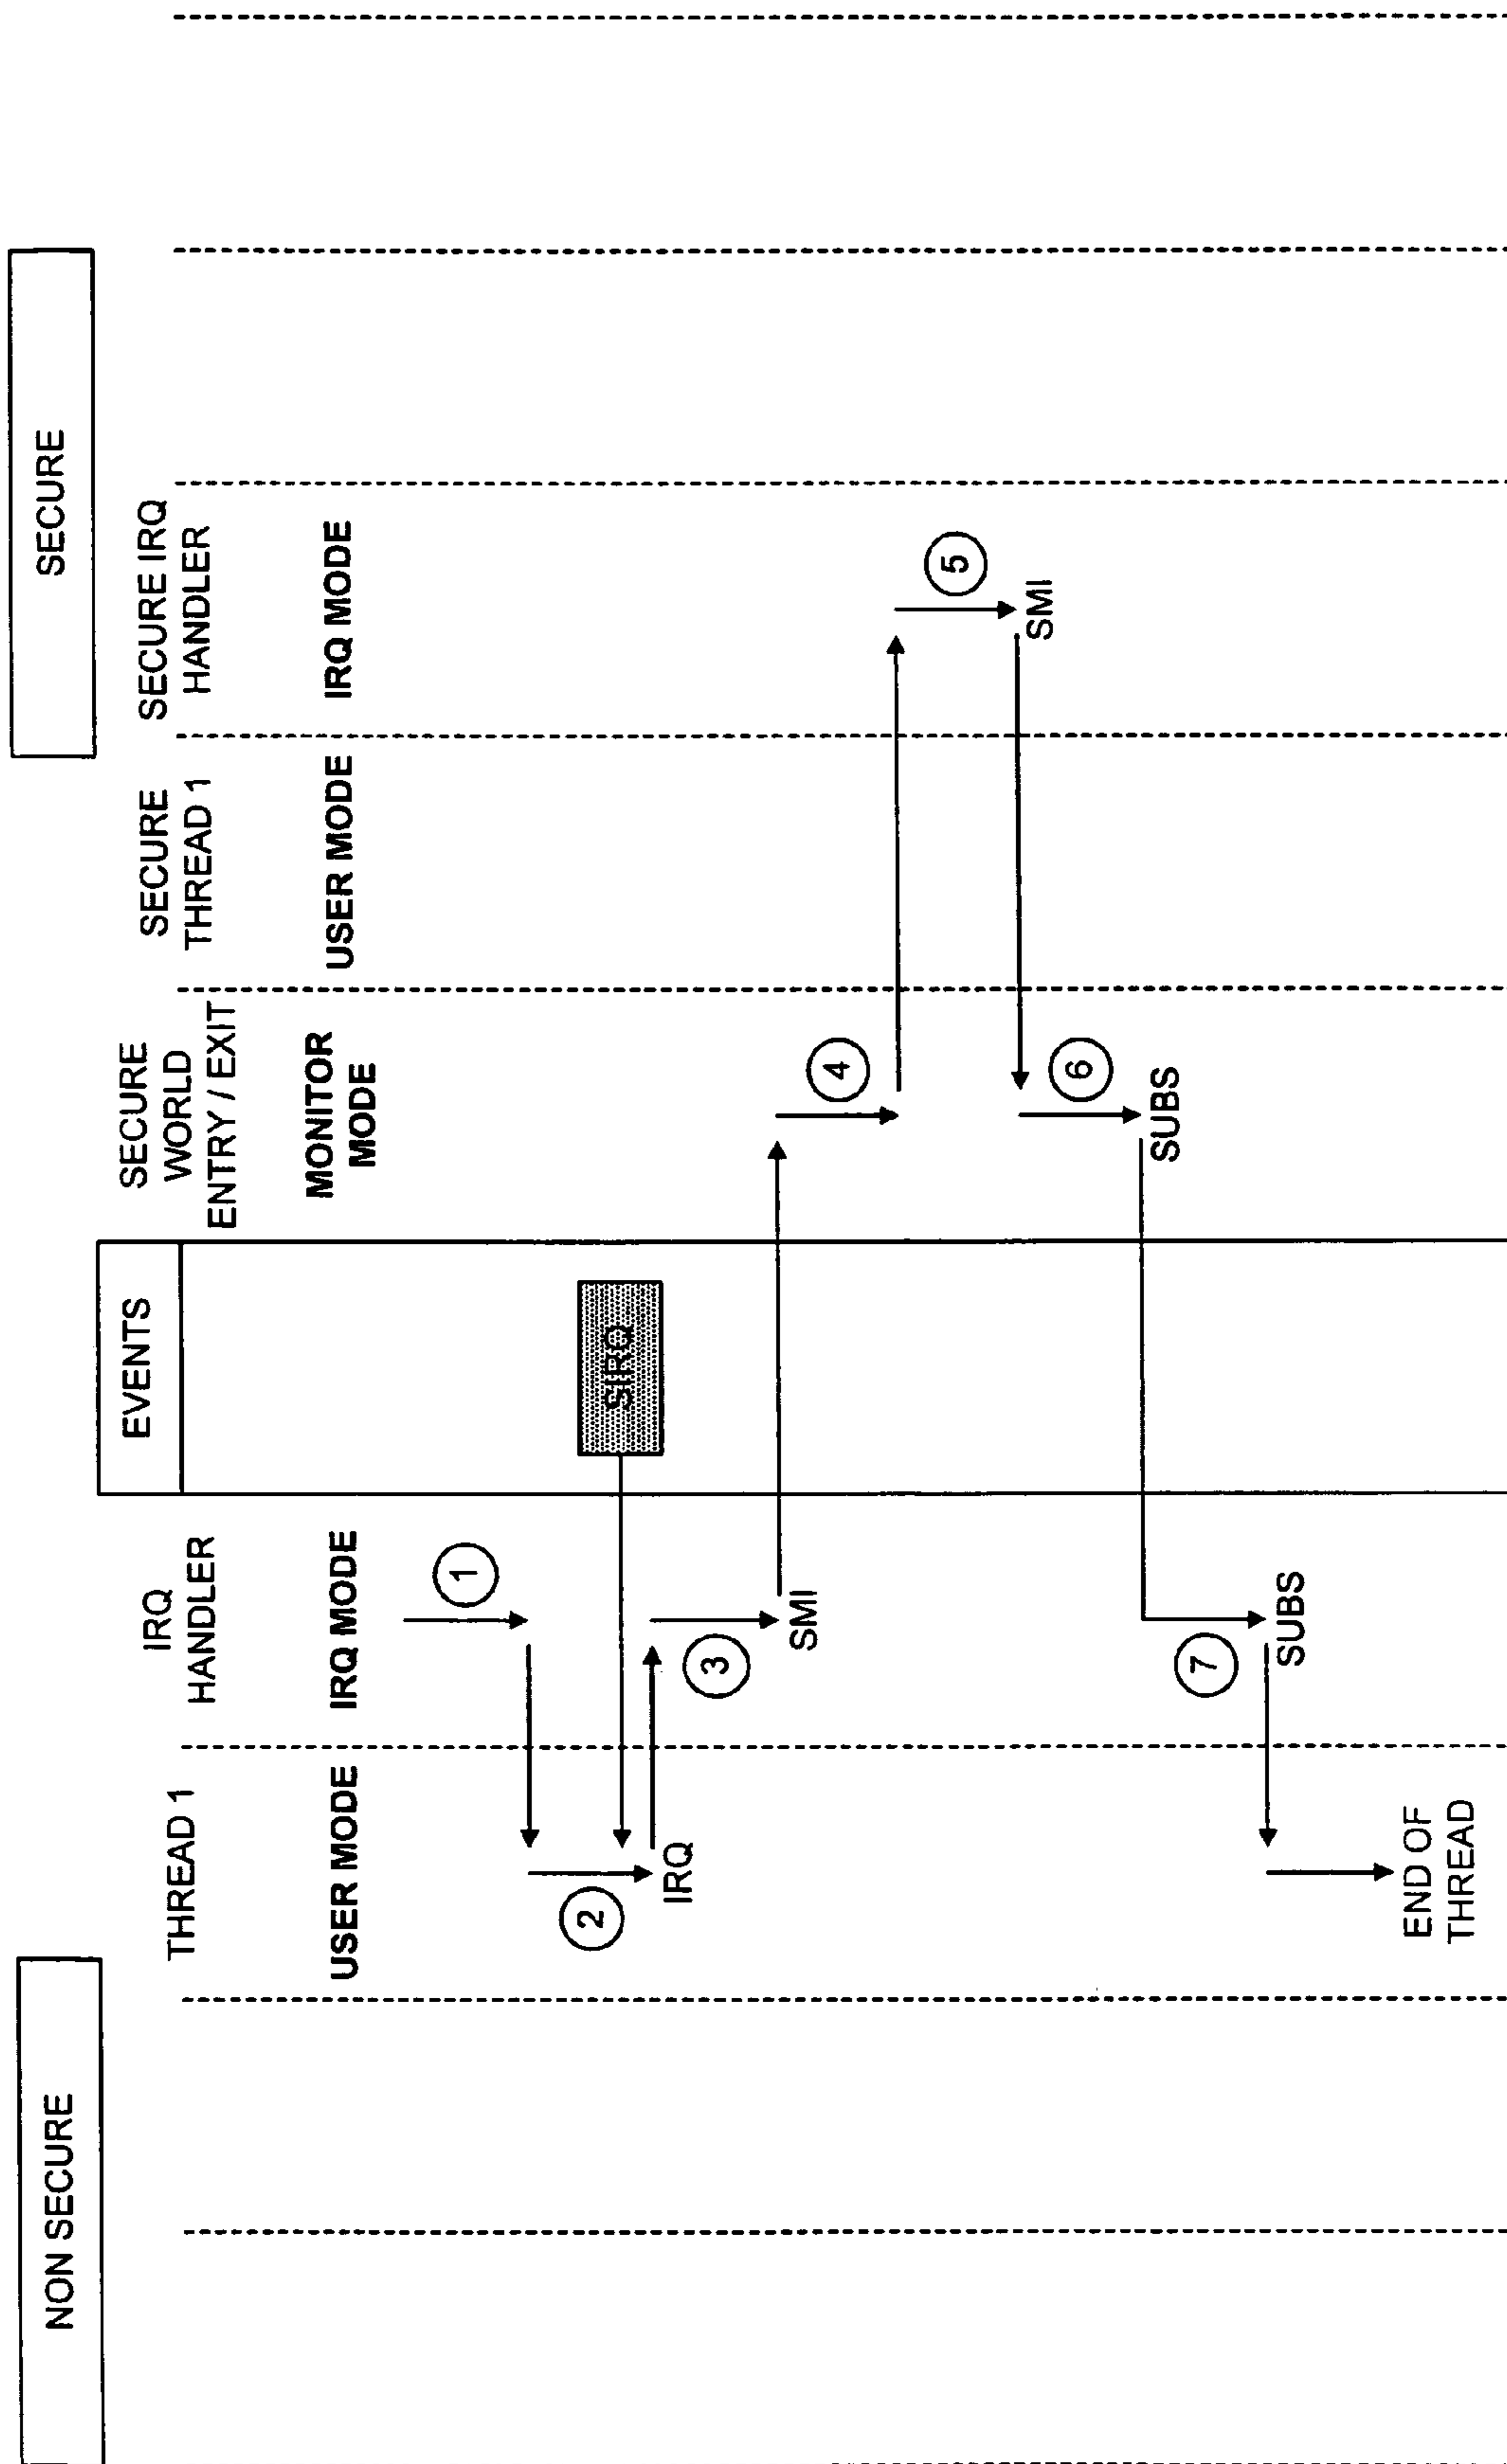 NON SECURE
SECURE
EVENTS
THREAD 1
IRQ
HANDLER
SECURE
WORLD
ENTRY / EXIT
SECURE
THREAD 1
SECURE IRQ
HANDLER
USER MODE
IRQ MODE
MONITOR
MODE
USER MODE
IRQ MODE
1
2
SIRQ
IRQ
3
SMI
4
5
SMI
6
SUBS
7
SUBS
END OF
THREAD